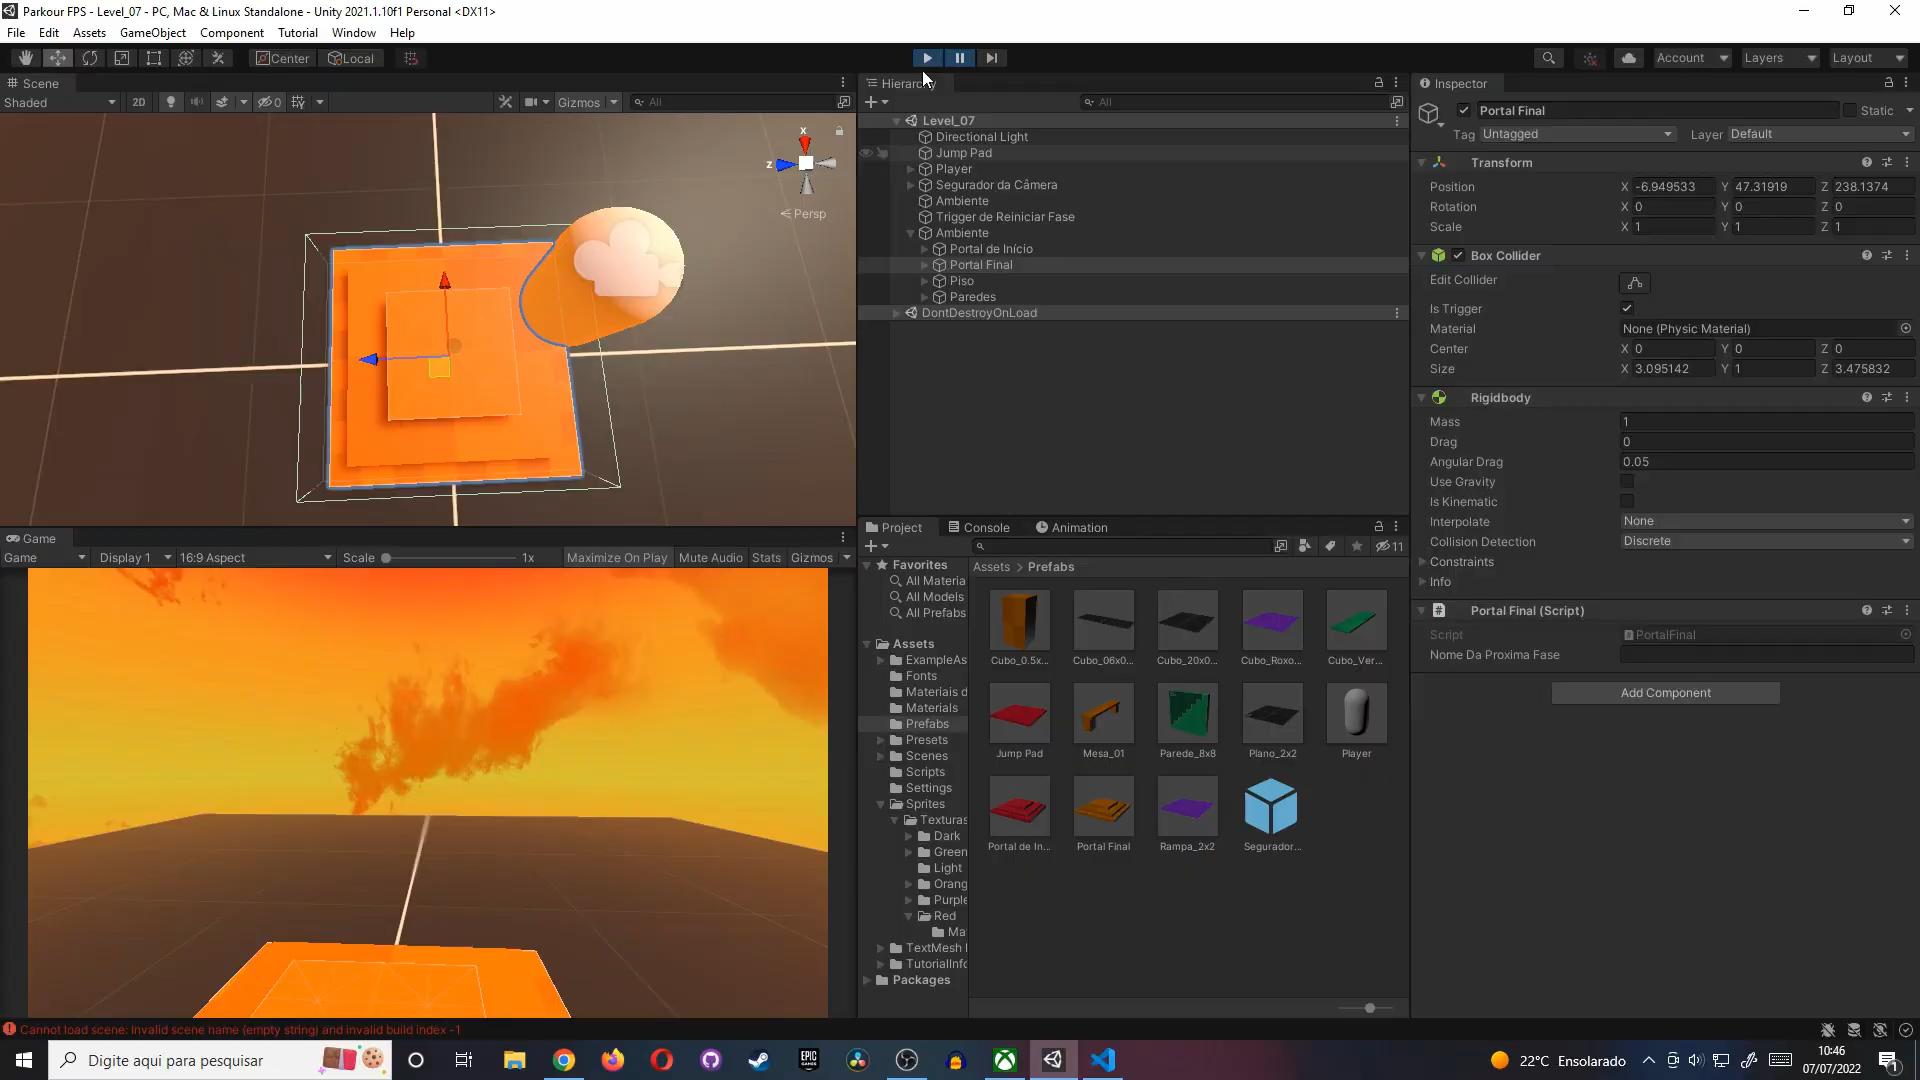 Parkour FPS - Level_07 - PC, Mac & Linux Standalone - Unity 2021.1.10f1 Personal <DX11>
File Edit Assets GameObject Component Tutorial Window Help
Center Local Account Layers Layout
Scene
Shaded 2D 0 Gizmos All
x
z
Persp
Game
Game Display 1 16:9 Aspect Scale 1x Maximize On Play Mute Audio Stats Gizmos
Hierarchy
All
Level_07
Directional Light
Jump Pad
Player
Segurador da Câmera
Ambiente
Trigger de Reiniciar Fase
Ambiente
Portal de Início
Portal Final
Piso
Paredes
DontDestroyOnLoad
Project Console Animation
11
Favorites
All Materia
All Models
All Prefabs
Assets
ExampleAs
Fonts
Materiais d
Materials
Prefabs
Presets
Scenes
Scripts
Settings
Sprites
Texturas
Dark
Green
Light
Orang
Purple
Red
Ma
TextMesh
TutorialInfo
Packages
Assets > Prefabs
Cubo_0.5x... Cubo_06x0... Cubo_20x0... Cubo_Roxo... Cubo_Ver...
Jump Pad Mesa_01 Parede_8x8 Plano_2x2 Player
Portal de In... Portal Final Rampa_2x2 Segurador...
Inspector
Portal Final Static
Tag Untagged Layer Default
Transform
Position X -6.949533 Y 47.31919 Z 238.1374
Rotation X 0 Y 0 Z 0
Scale X 1 Y 1 Z 1
Box Collider
Edit Collider
Is Trigger
Material None (Physic Material)
Center X 0 Y 0 Z 0
Size X 3.095142 Y 1 Z 3.475832
Rigidbody
Mass 1
Drag 0
Angular Drag 0.05
Use Gravity
Is Kinematic
Interpolate None
Collision Detection Discrete
Constraints
Info
Portal Final (Script)
Script PortalFinal
Nome Da Proxima Fase
Add Component
Cannot load scene: Invalid scene name (empty string) and invalid build index -1
Digite aqui para pesquisar
EPIC GAMES
22°C Ensolarado
10:46
07/07/2022
1